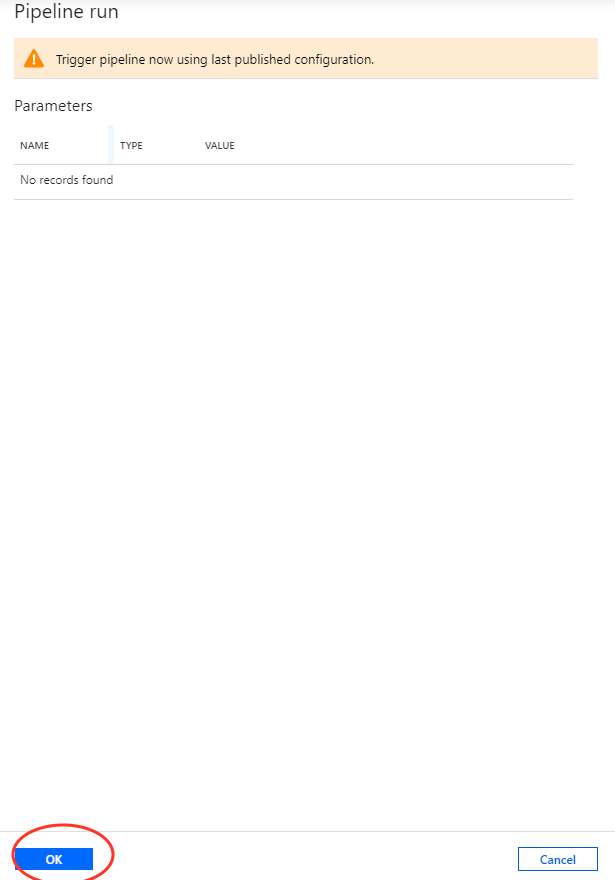 Pipeline run
Trigger pipeline now using last published configuration.
Parameters
NAME TYPE VALUE
No records found
OK Cancel